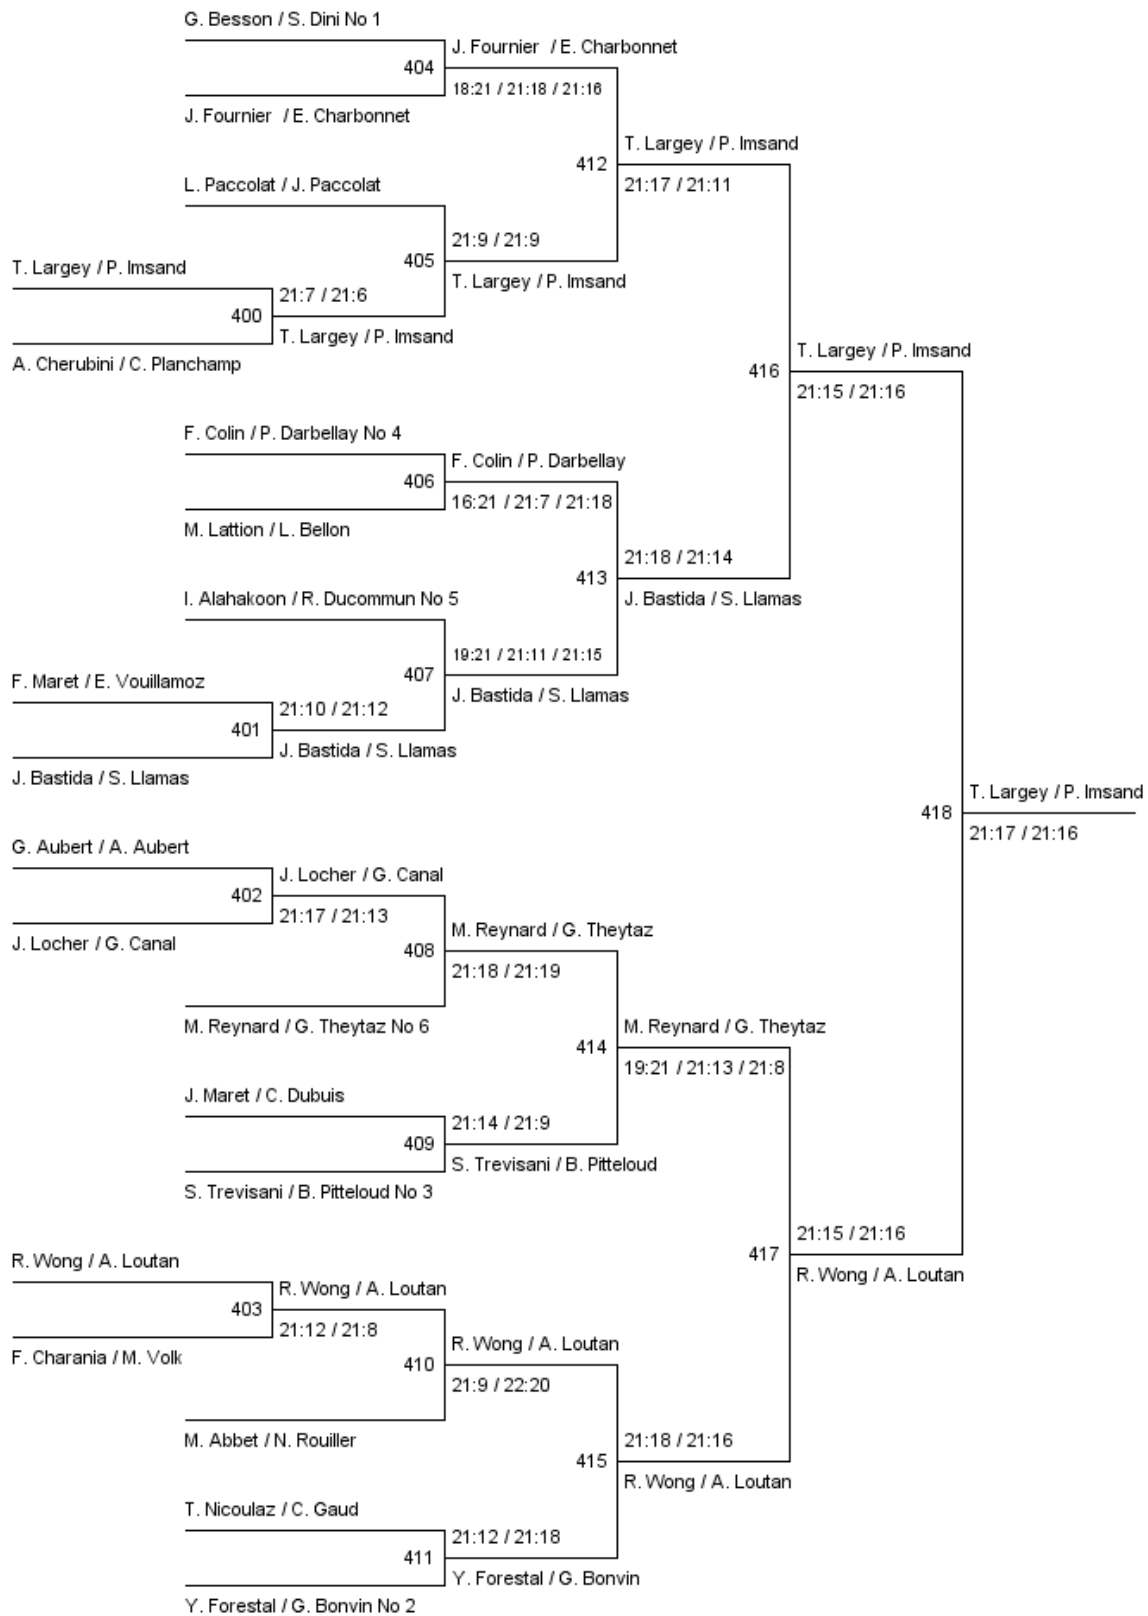 G. Besson / S. Dini No 1
J. Fournier / E. Charbonnet
404
18:21 / 21:18 / 21:16
J. Fournier / E. Charbonnet
T. Largey / P. Imsand
412
21:17 / 21:11
L. Paccolat / J. Paccolat
21:9 / 21:9
405
T. Largey / P. Imsand
T. Largey / P. Imsand
21:7 / 21:6
400
T. Largey / P. Imsand
A. Cherubini / C. Planchamp
T. Largey / P. Imsand
416
21:15 / 21:16
F. Colin / P. Darbellay No 4
F. Colin / P. Darbellay
406
16:21 / 21:7 / 21:18
M. Lattion / L. Bellon
21:18 / 21:14
413
J. Bastida / S. Llamas
I. Alahakoon / R. Ducommun No 5
19:21 / 21:11 / 21:15
407
J. Bastida / S. Llamas
F. Maret / E. Vouillamoz
21:10 / 21:12
401
J. Bastida / S. Llamas
J. Bastida / S. Llamas
T. Largey / P. Imsand
418
21:17 / 21:16
G. Aubert / A. Aubert
J. Locher / G. Canal
402
21:17 / 21:13
J. Locher / G. Canal
M. Reynard / G. Theytaz
408
21:18 / 21:19
M. Reynard / G. Theytaz No 6
M. Reynard / G. Theytaz
414
19:21 / 21:13 / 21:8
J. Maret / C. Dubuis
21:14 / 21:9
409
S. Trevisani / B. Pitteloud
S. Trevisani / B. Pitteloud No 3
21:15 / 21:16
417
R. Wong / A. Loutan
R. Wong / A. Loutan
R. Wong / A. Loutan
403
21:12 / 21:8
F. Charania / M. Volk
R. Wong / A. Loutan
410
21:9 / 22:20
M. Abbet / N. Rouiller
21:18 / 21:16
415
R. Wong / A. Loutan
T. Nicoulaz / C. Gaud
21:12 / 21:18
411
Y. Forestal / G. Bonvin
Y. Forestal / G. Bonvin No 2